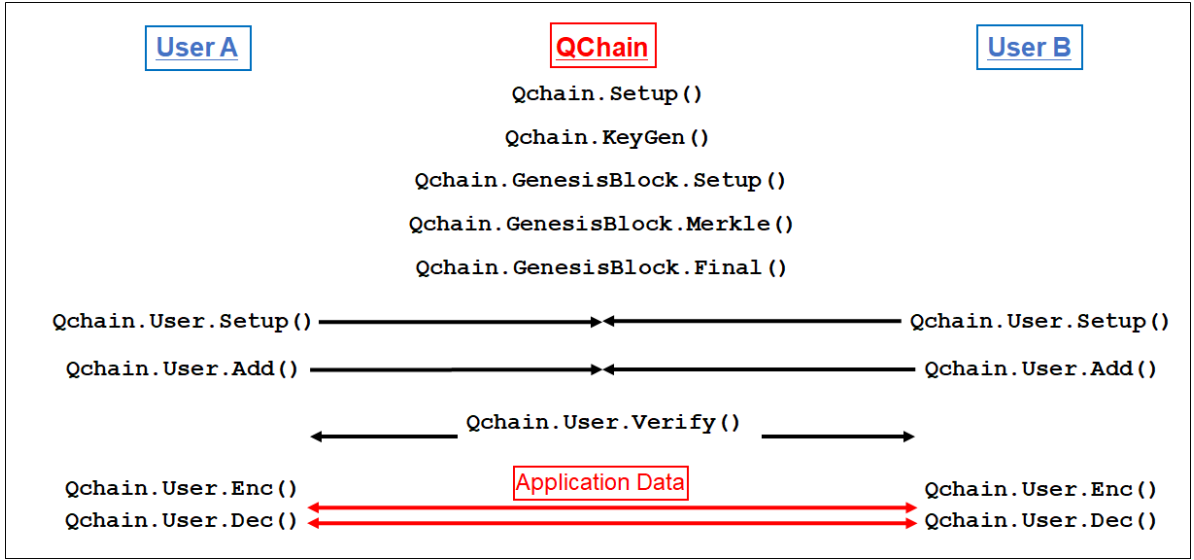 User A QChain User B
Qchain.Setup()
Qchain.KeyGen()
Qchain.GenesisBlock.Setup()
Qchain.GenesisBlock.Merkle()
Qchain.GenesisBlock.Final()
Qchain.User.Setup() Qchain.User.Setup()
Qchain.User.Add() Qchain.User.Add()
Qchain.User.Verify()
Application Data
Qchain.User.Enc() Qchain.User.Enc()
Qchain.User.Dec() Qchain.User.Dec()